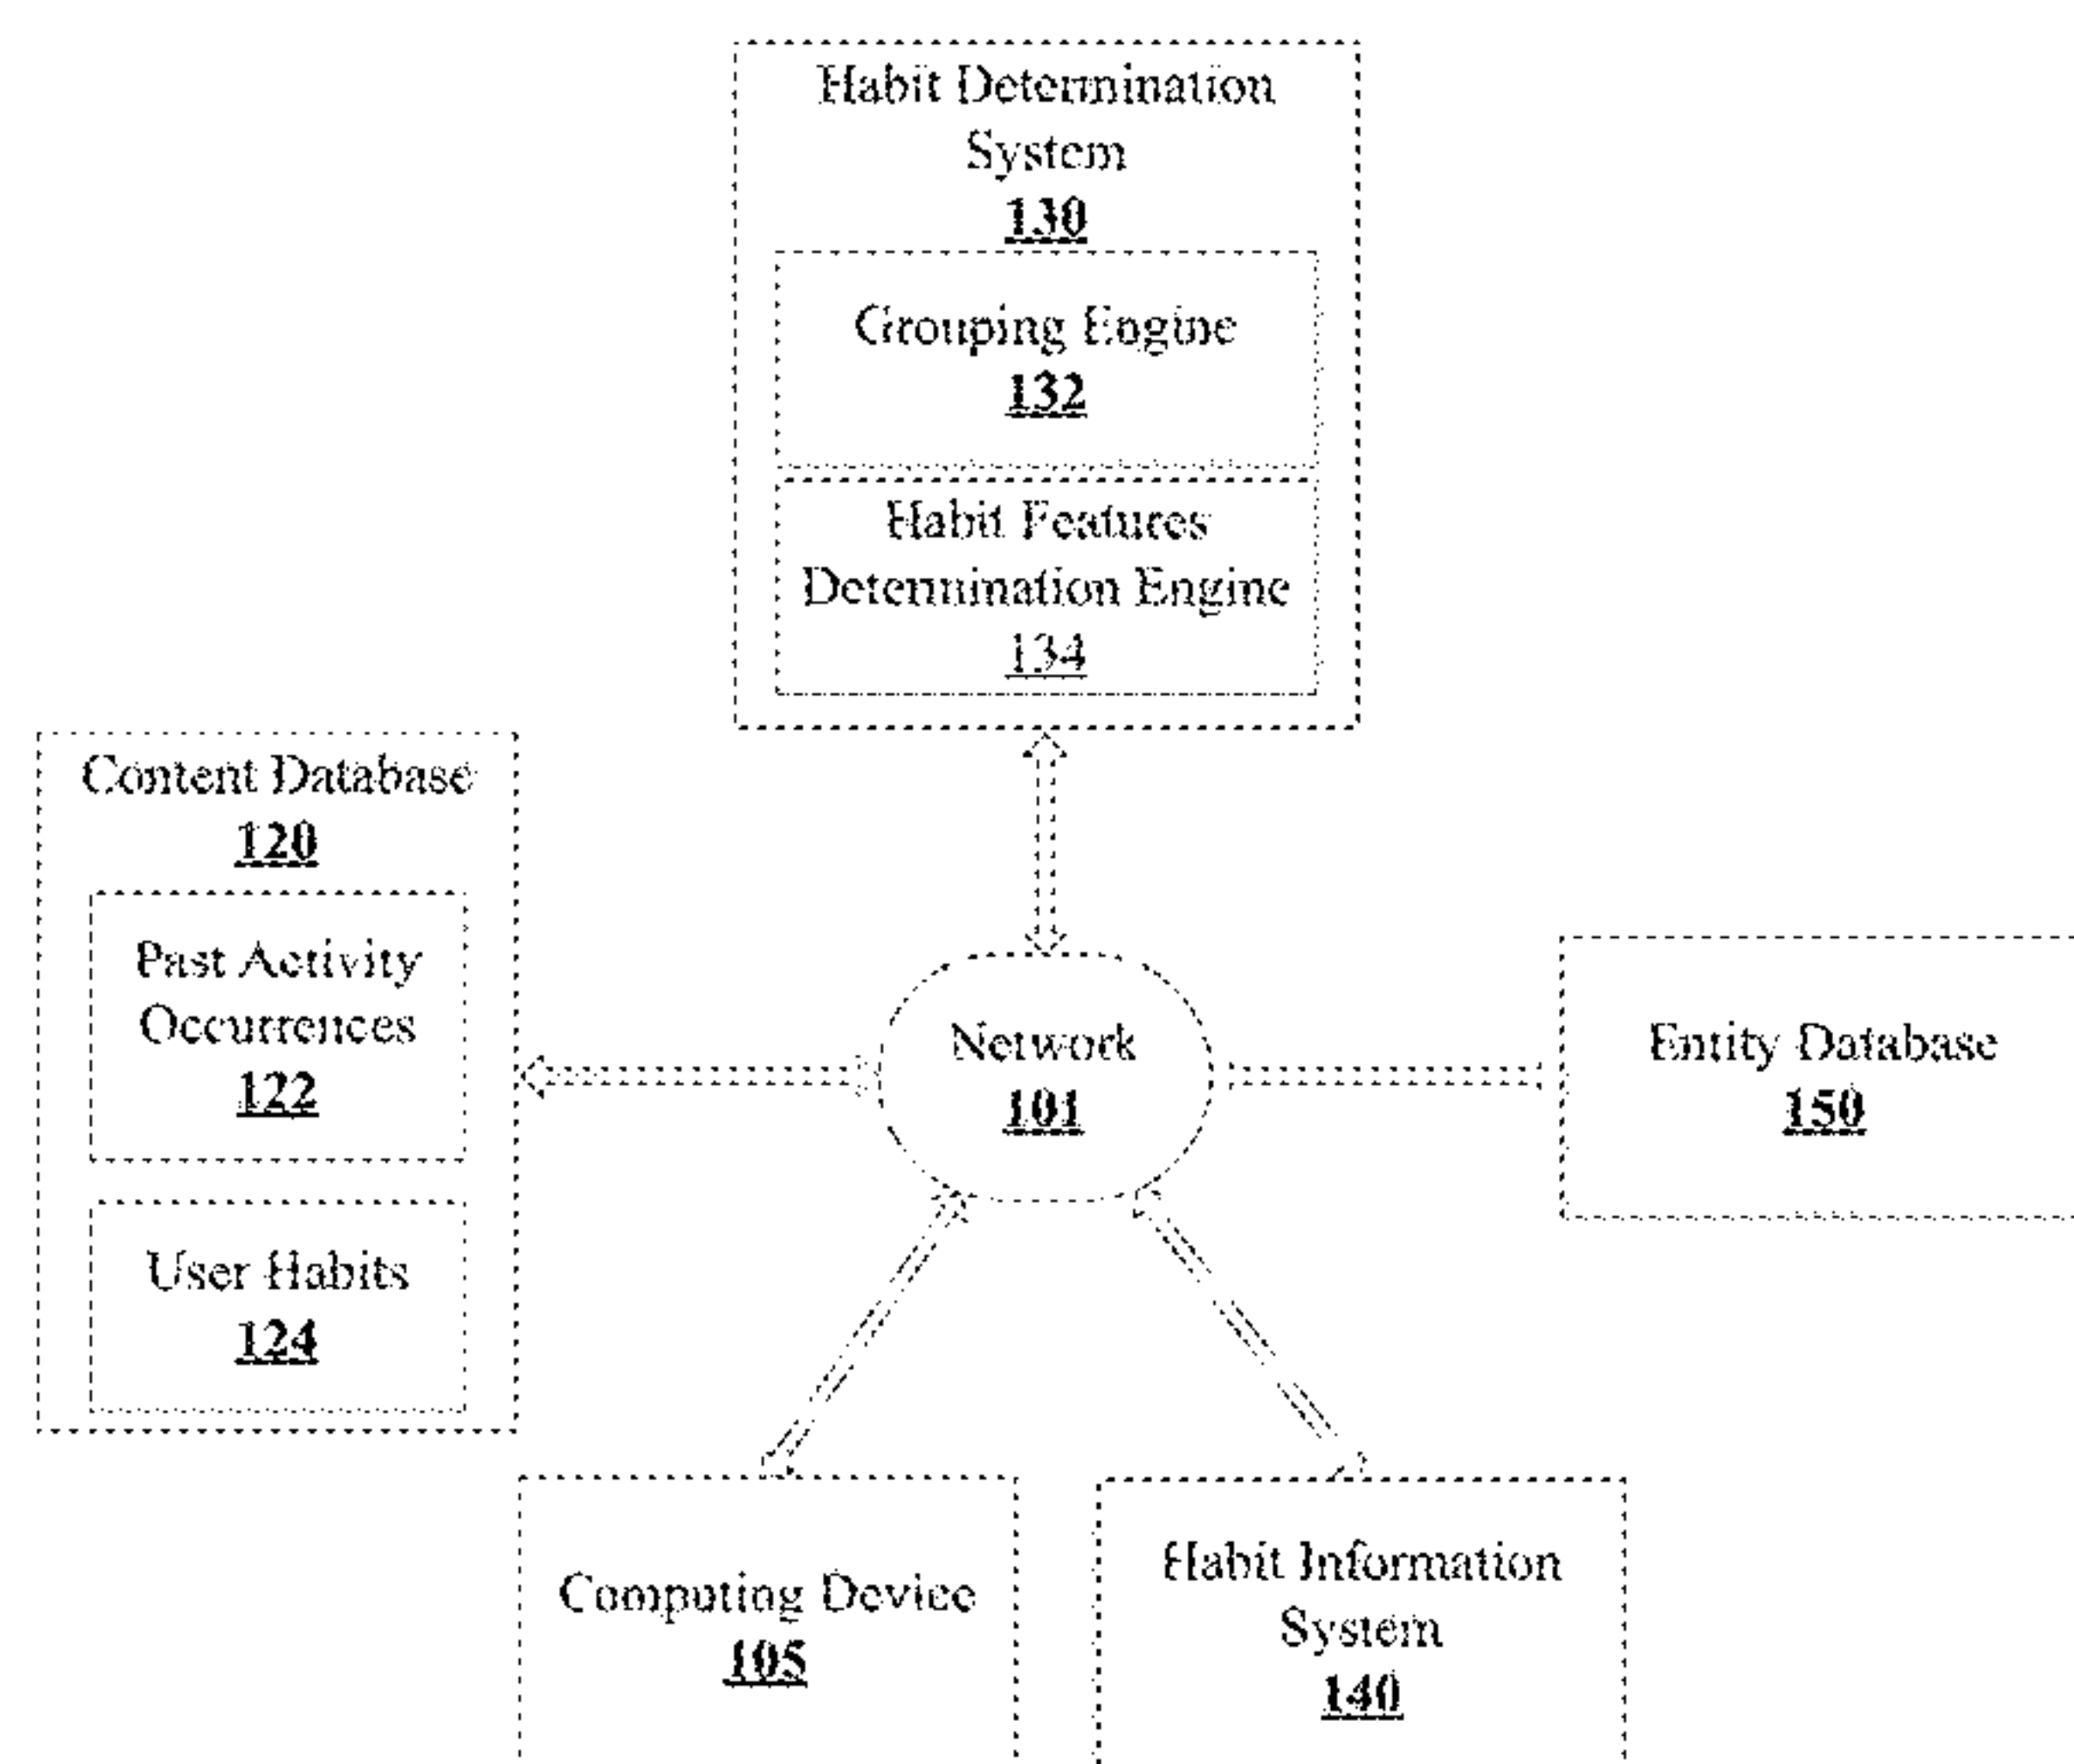 Habit Determination
System
130
Grouping Engine
132
Habit Features
Determination Engine
134
Content Database
120
Past Activity
Occurrences
122
User Habits
124
Network
101
Entity Database
150
Computing Device
105
Habit Information
System
140